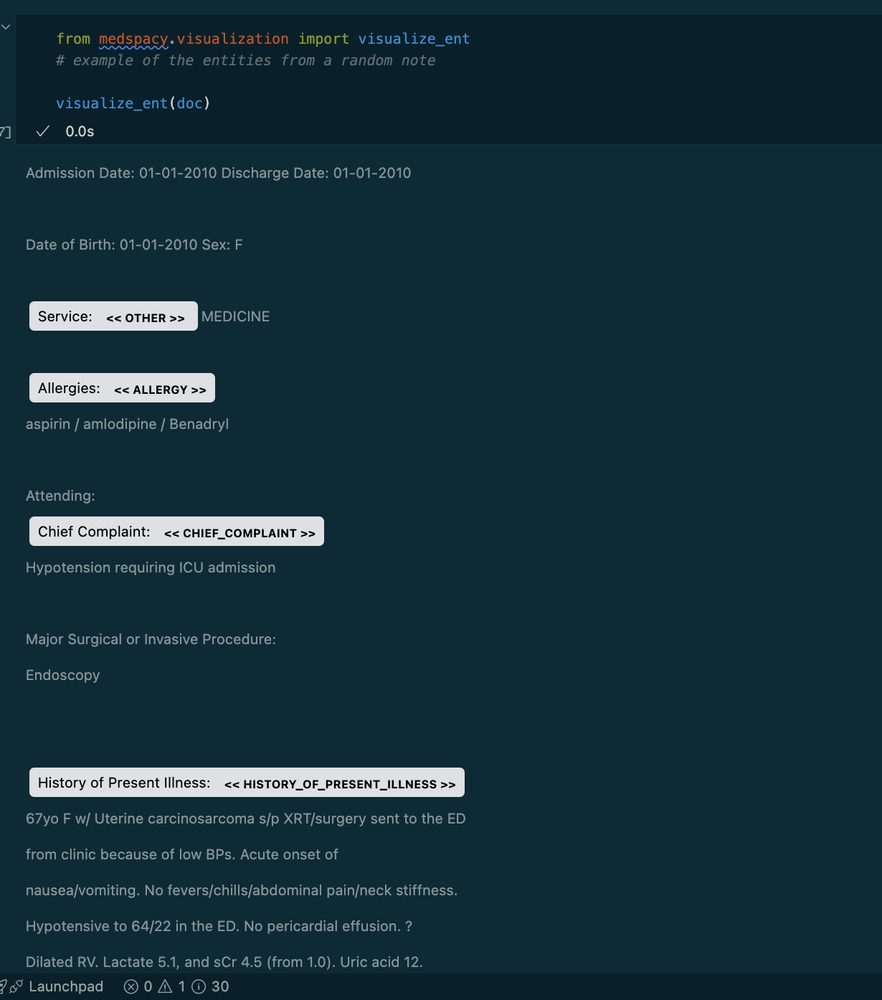 from medspacy.visualization import visualize_ent
# example of the entities from a random note
visualize_ent(doc)
7] 0.0s
Admission Date: 01-01-2010 Discharge Date: 01-01-2010
Date of Birth: 01-01-2010 Sex: F
Service: << OTHER >> MEDICINE
Allergies: << ALLERGY >>
aspirin / amlodipine / Benadryl
Attending:
Chief Complaint: << CHIEF_COMPLAINT >>
Hypotension requiring ICU admission
Major Surgical or Invasive Procedure:
Endoscopy
History of Present Illness: << HISTORY_OF_PRESENT_ILLNESS >>
67yo F w/ Uterine carcinosarcoma s/p XRT/surgery sent to the ED
from clinic because of low BPs. Acute onset of
nausea/vomiting. No fevers/chills/abdominal pain/neck stiffness.
Hypotensive to 64/22 in the ED. No pericardial effusion. ?
Dilated RV. Lactate 5.1, and sCr 4.5 (from 1.0). Uric acid 12.
Launchpad 0 1 30